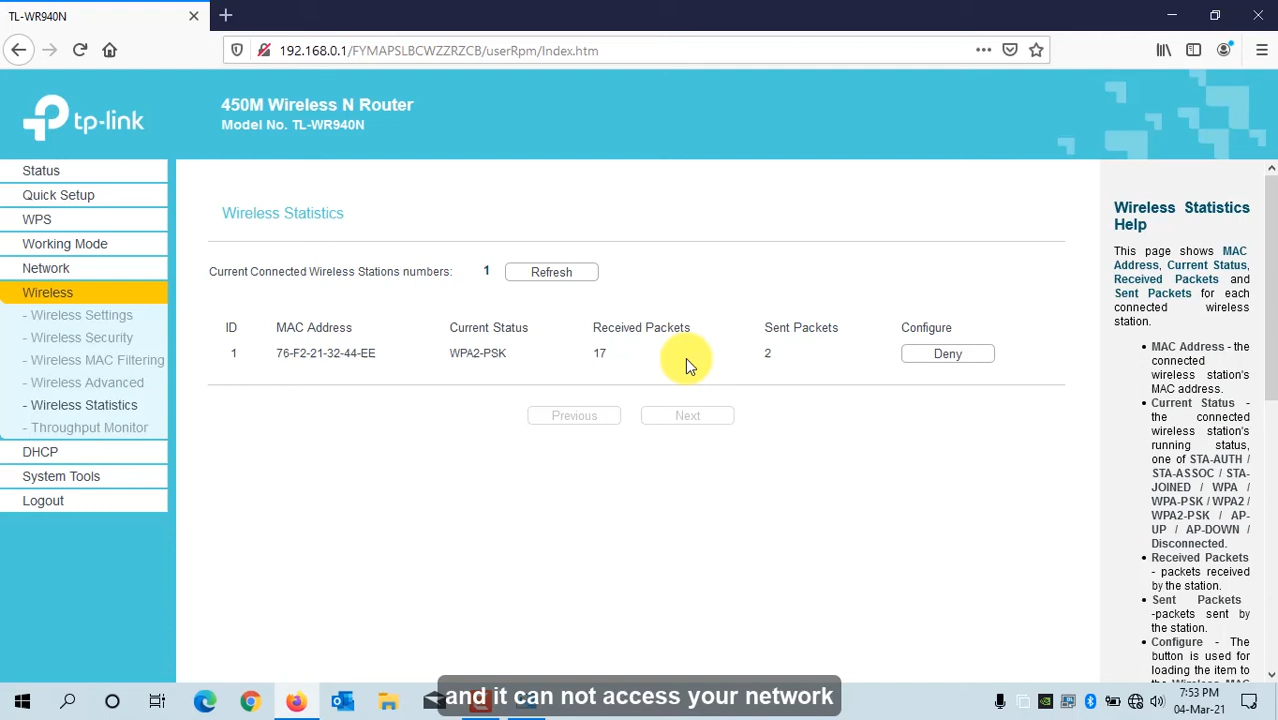 TL-WR940N
192.168.0.1/FYMAPSLBCWZZRZCB/userRpm/Index.htm
tp-link
450M Wireless N Router
Model No. TL-WR940N
Status
Quick Setup
WPS
Working Mode
Network
Wireless
- Wireless Settings
- Wireless Security
- Wireless MAC Filtering
- Wireless Advanced
- Wireless Statistics
- Throughput Monitor
DHCP
System Tools
Logout
Wireless Statistics
Current Connected Wireless Stations numbers: 1 Refresh
ID MAC Address Current Status Received Packets Sent Packets Configure
1 76-F2-21-32-44-EE WPA2-PSK 17 2 Deny
Previous Next
Wireless Statistics
Help
This page shows MAC
Address, Current Status,
Received Packets and
Sent Packets for each
connected wireless
station.
• MAC Address - the
connected
wireless station's
MAC address.
• Current Status -
the connected
wireless station's
running status,
one of STA-AUTH /
STA-ASSOC / STA-
JOINED / WPA /
WPA-PSK / WPA2 /
WPA2-PSK / AP-
UP / AP-DOWN /
Disconnected.
• Received Packets
- packets received
by the station.
• Sent Packets
-packets sent by
the station.
• Configure - The
button is used for
loading the item to
and it can not access your network
7:53 PM
04-Mar-21